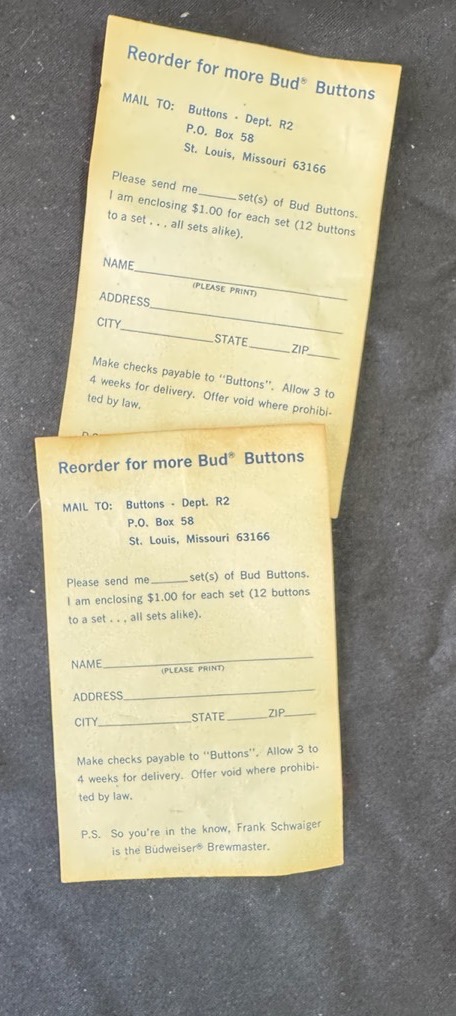 Reorder for more Bud® Buttons
MAIL TO: Buttons - Dept. R2
P.O. Box 58
St. Louis, Missouri 63166
Please send me_____set(s) of Bud Buttons.
I am enclosing $1.00 for each set (12 buttons
to a set . . . all sets alike).
NAME
(PLEASE PRINT)
ADDRESS
CITY STATE ZIP
Make checks payable to "Buttons". Allow 3 to
4 weeks for delivery. Offer void where prohibi-
ted by law.
Reorder for more Bud® Buttons
MAIL TO: Buttons - Dept. R2
P.O. Box 58
St. Louis, Missouri 63166
Please send me_____set(s) of Bud Buttons.
I am enclosing $1.00 for each set (12 buttons
to a set . . . all sets alike).
NAME
(PLEASE PRINT)
ADDRESS
CITY STATE ZIP
Make checks payable to "Buttons". Allow 3 to
4 weeks for delivery. Offer void where prohibi-
ted by law.
P.S. So you're in the know, Frank Schwaiger
is the Budweiser® Brewmaster.